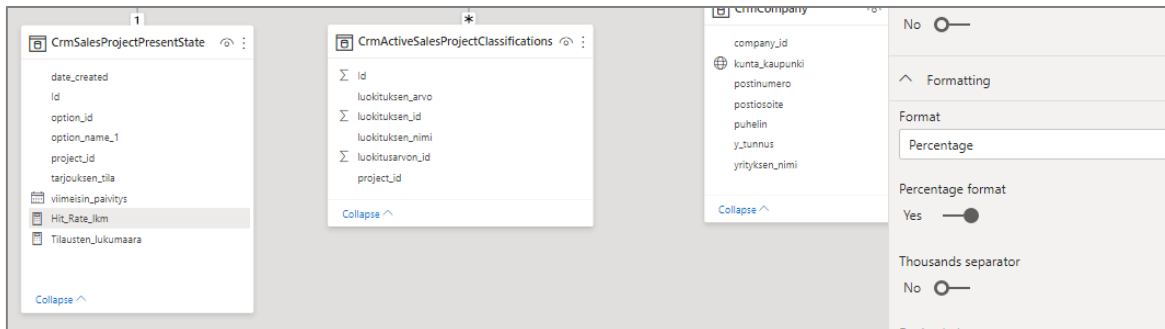 1
CrmSalesProjectPresentState
date_created
Id
option_id
option_name_1
project_id
tarjouksen_tila
viimeisin_paivitys
Hit_Rate_lkm
Tilausten_lukumaara
Collapse
*
CrmActiveSalesProjectClassifications
Σ Id
luokituksen_arvo
Σ luokituksen_id
luokituksen_nimi
Σ luokitusarvon_id
project_id
Collapse
CrmCompany
company_id
kunta_kaupunki
postinumero
postiosoite
puhelin
y_tunnus
yrityksen_nimi
Collapse
No
Formatting
Format
Percentage
Percentage format
Yes
Thousands separator
No